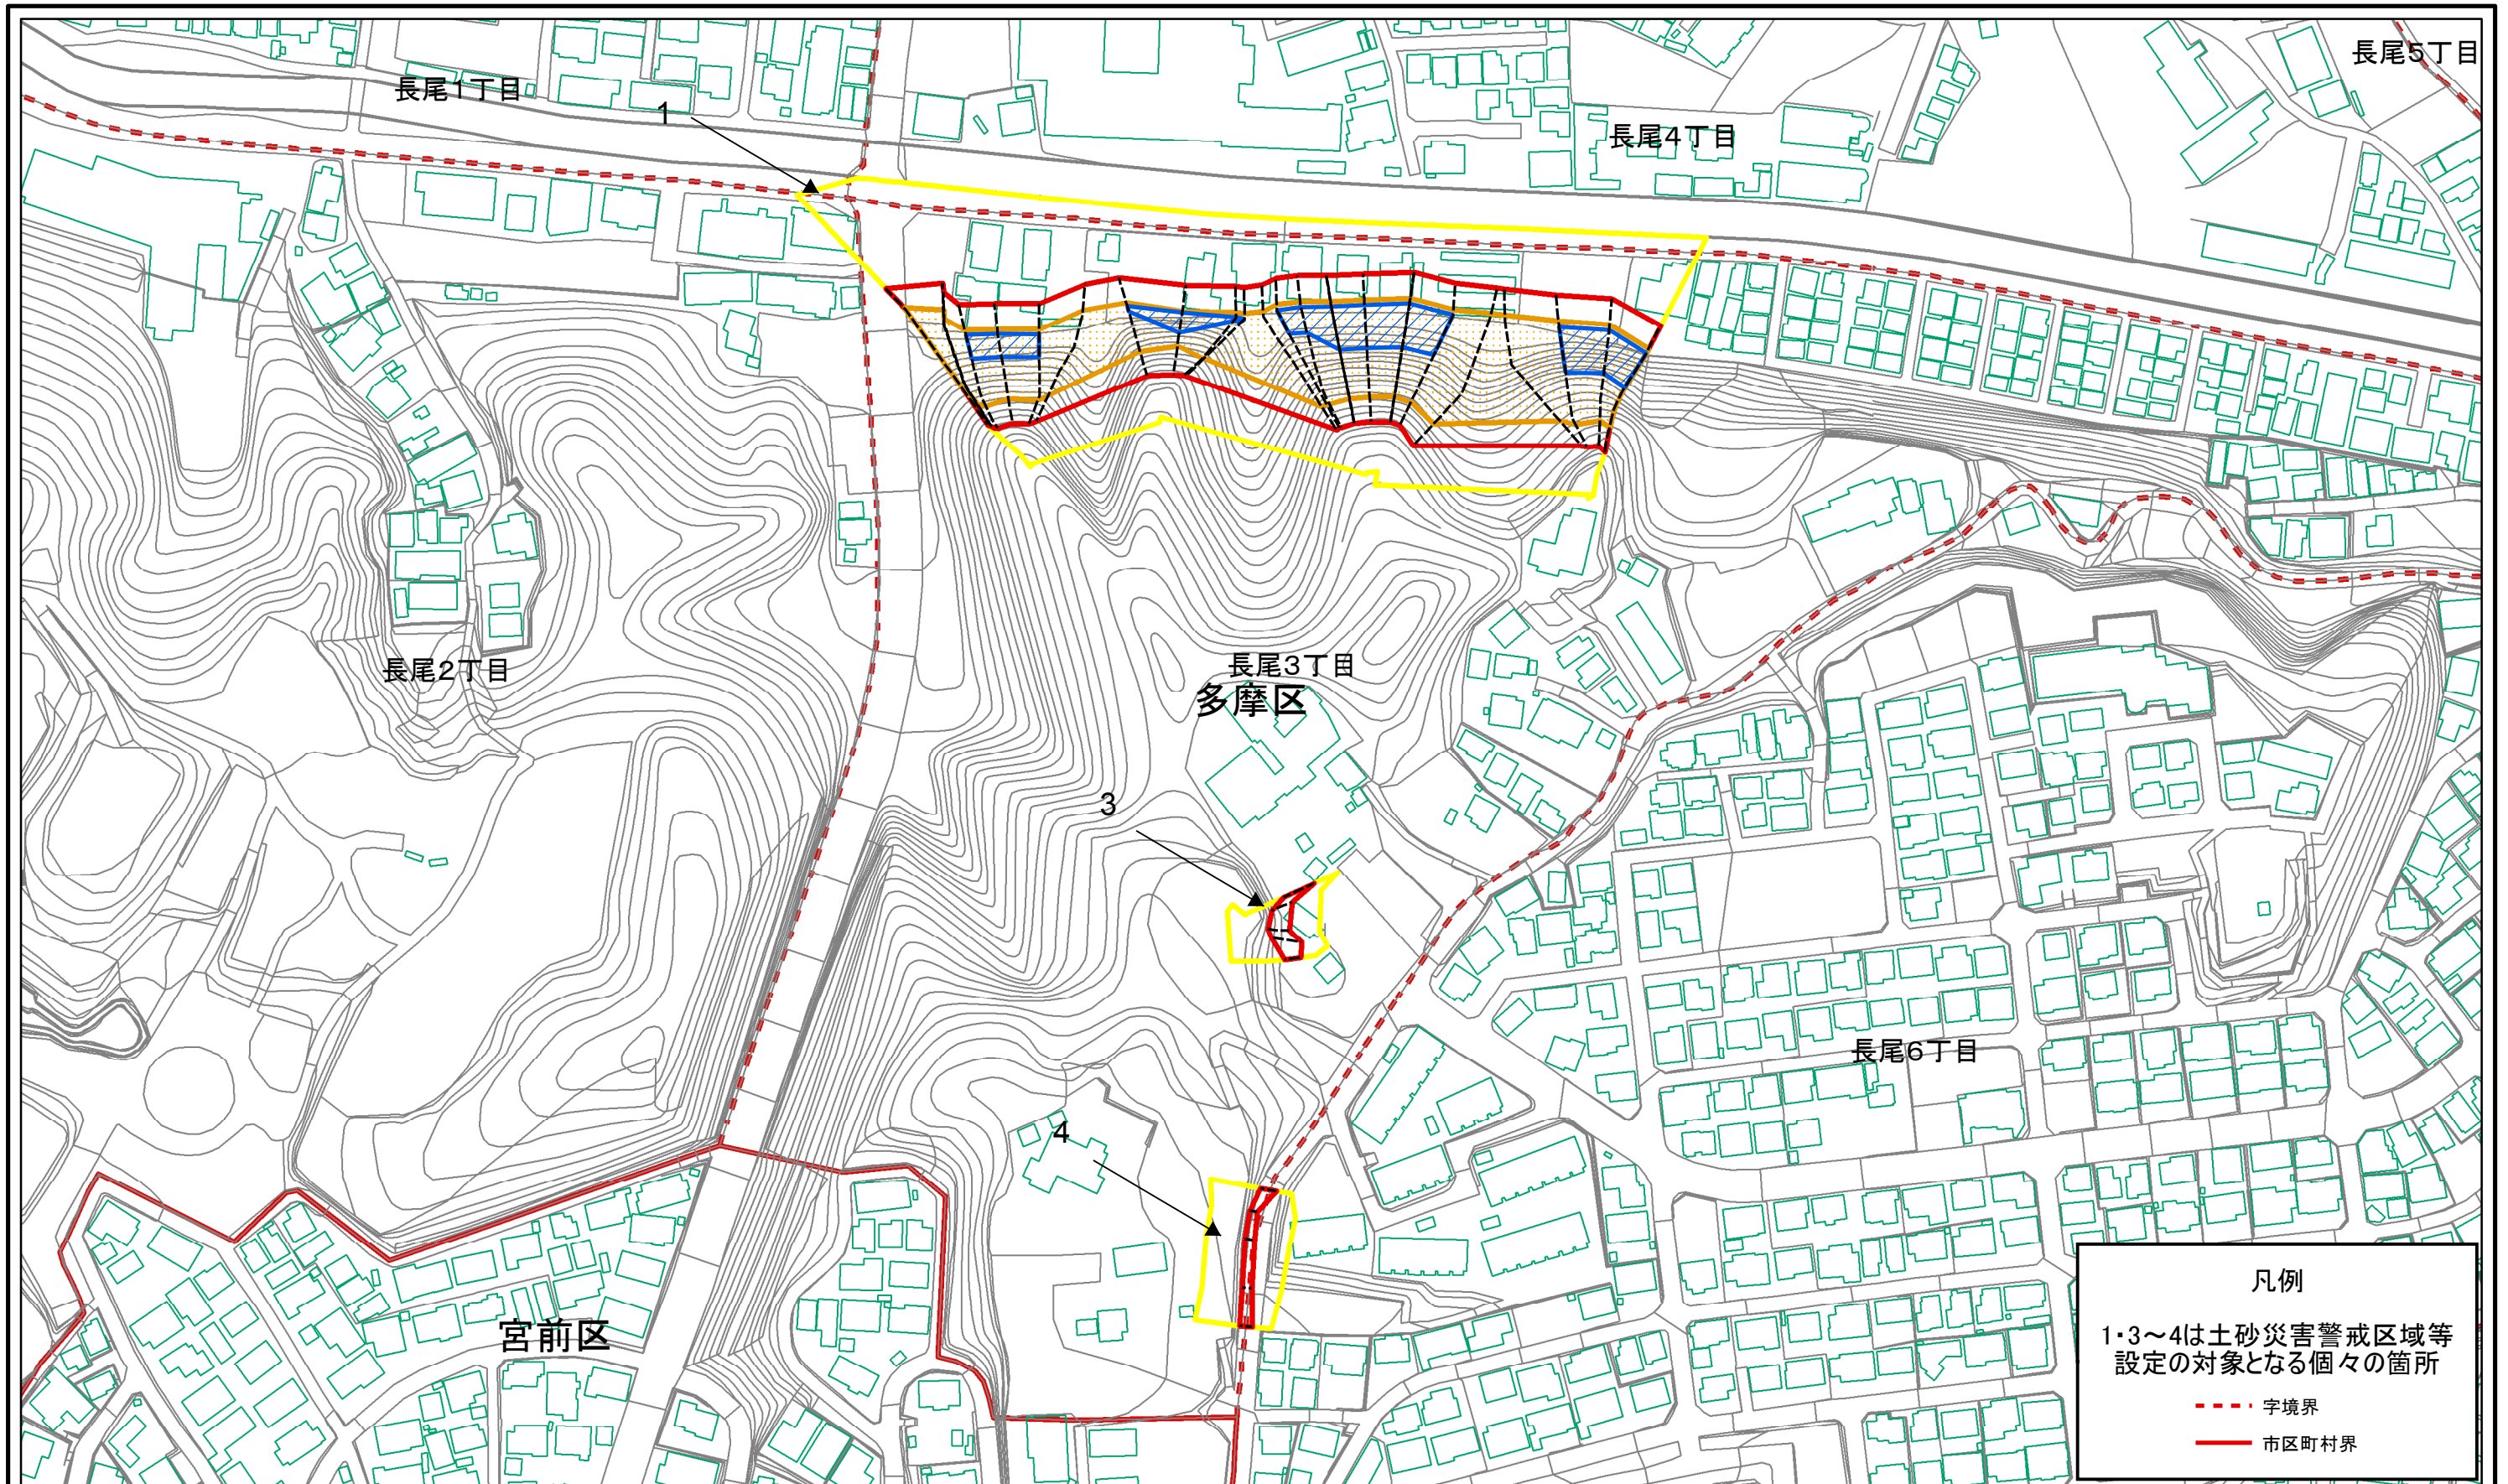 長尾5丁目
長尾1丁目
1
長尾4丁目
長尾2丁目
長尾3丁目
多摩区
3
長尾6丁目
4
宮前区
凡例
1・3～4は土砂災害警戒区域等
設定の対象となる個々の箇所
字境界
市区町村界